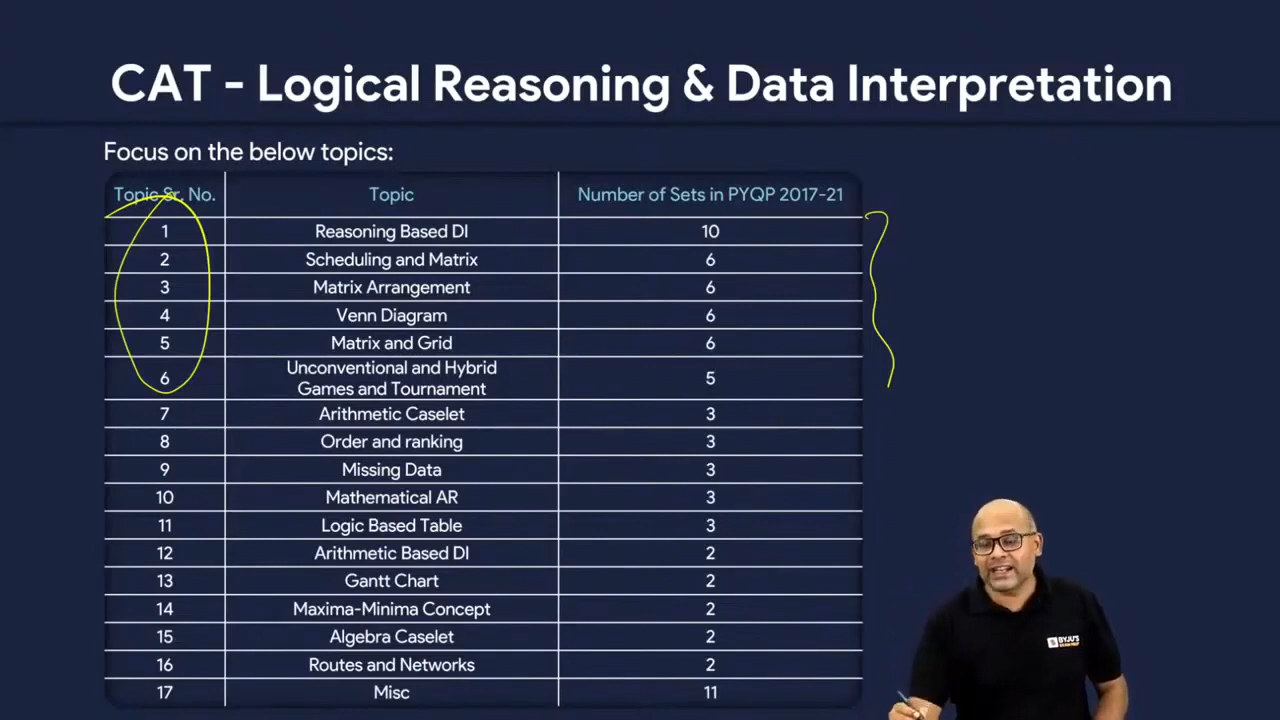 CAT - Logical Reasoning & Data Interpretation
Focus on the below topics:
Topic Sr. No. Topic Number of Sets in PYQP 2017-21
1 Reasoning Based DI 10
2 Scheduling and Matrix 6
3 Matrix Arrangement 6
4 Venn Diagram 6
5 Matrix and Grid 6
6 Unconventional and Hybrid Games and Tournament 5
7 Arithmetic Caselet 3
8 Order and ranking 3
9 Missing Data 3
10 Mathematical AR 3
11 Logic Based Table 3
12 Arithmetic Based DI 2
13 Gantt Chart 2
14 Maxima-Minima Concept 2
15 Algebra Caselet 2
16 Routes and Networks 2
17 Misc 11
BYJU'S